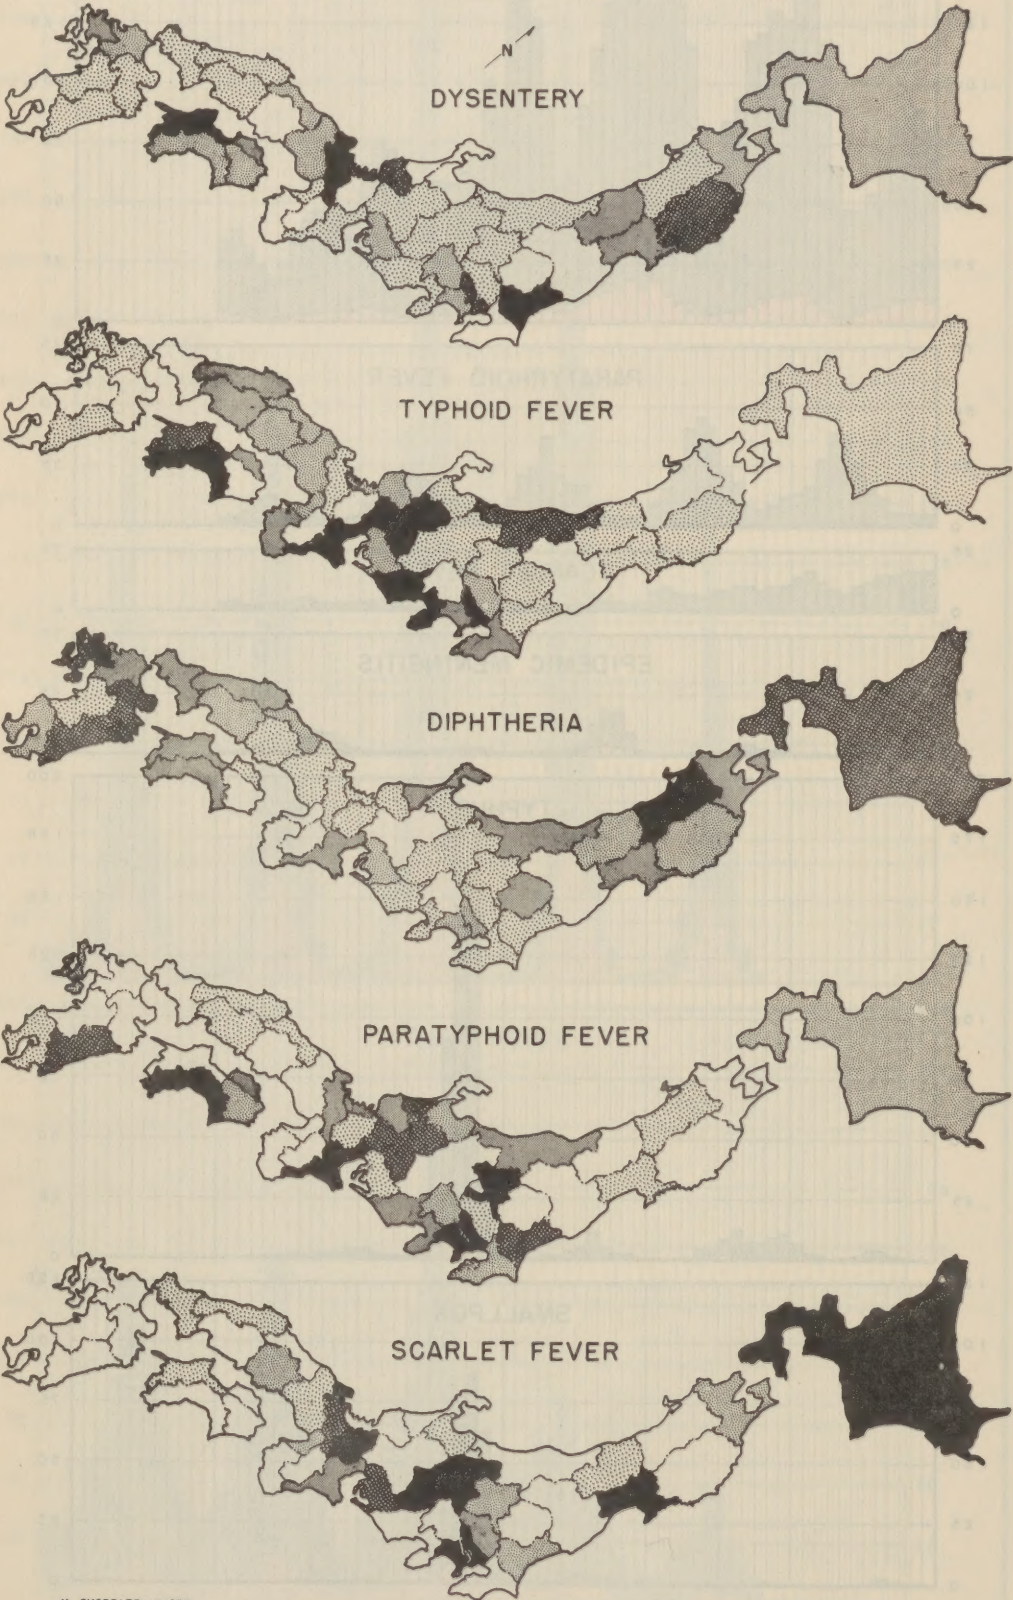 N
DYSENTERY
TYPHOID FEVER
DIPHTHERIA
PARATYPHOID FEVER
SCARLET FEVER